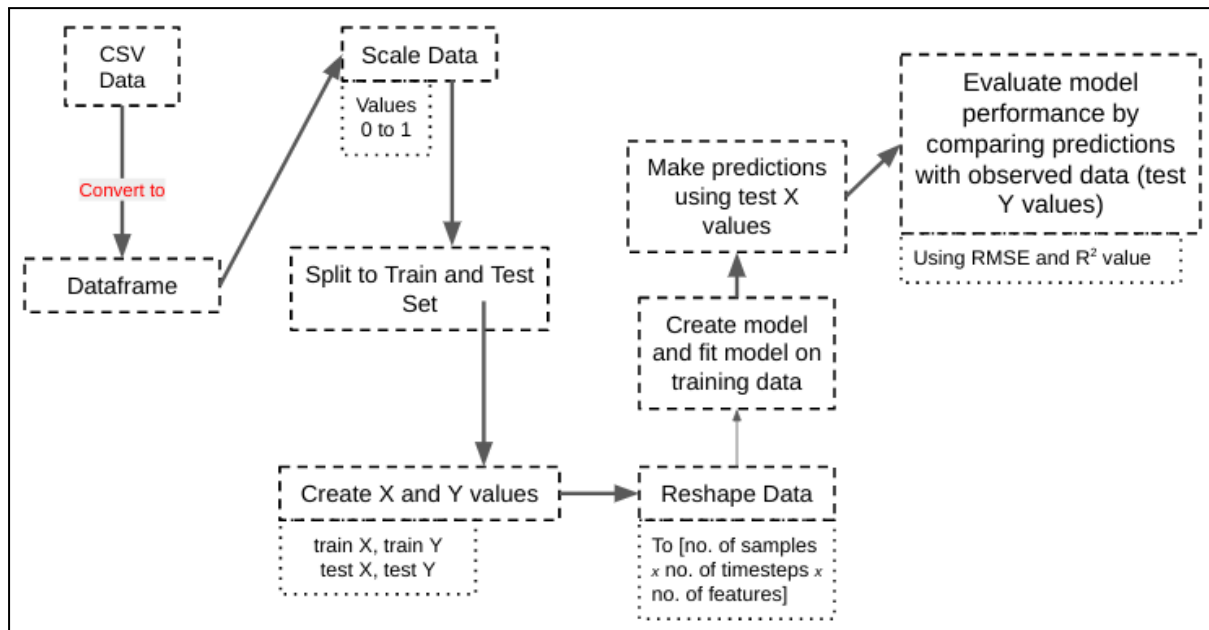 CSV
Data
Convert to
Dataframe
Scale Data
Values
0 to 1
Split to Train and Test
Set
Create X and Y values
train X, train Y
test X, test Y
Reshape Data
To [no. of samples
x no. of timesteps x
no. of features]
Create model
and fit model on
training data
Make predictions
using test X
values
Evaluate model
performance by
comparing predictions
with observed data (test
Y values)
Using RMSE and R² value